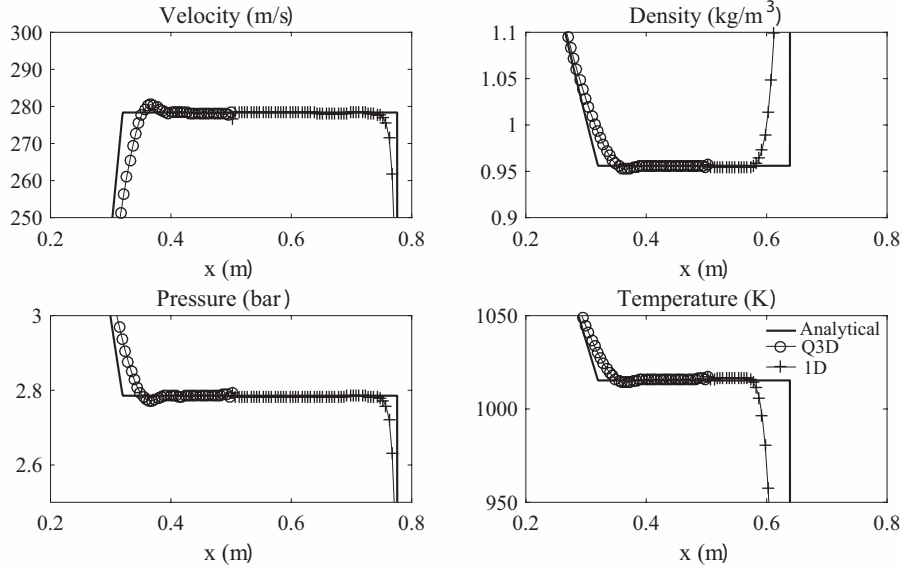 Velocity (m/s)
300
290
280
270
260
250
0.2 0.4 0.6 0.8
x (m)
Density (kg/m³)
1.1
1.05
1
0.95
0.9
0.2 0.4 0.6 0.8
x (m)
Pressure (bar)
3
2.8
2.6
0.2 0.4 0.6 0.8
x (m)
Temperature (K)
1050
1000
950
Analytical
Q3D
1D
0.2 0.4 0.6 0.8
x (m)